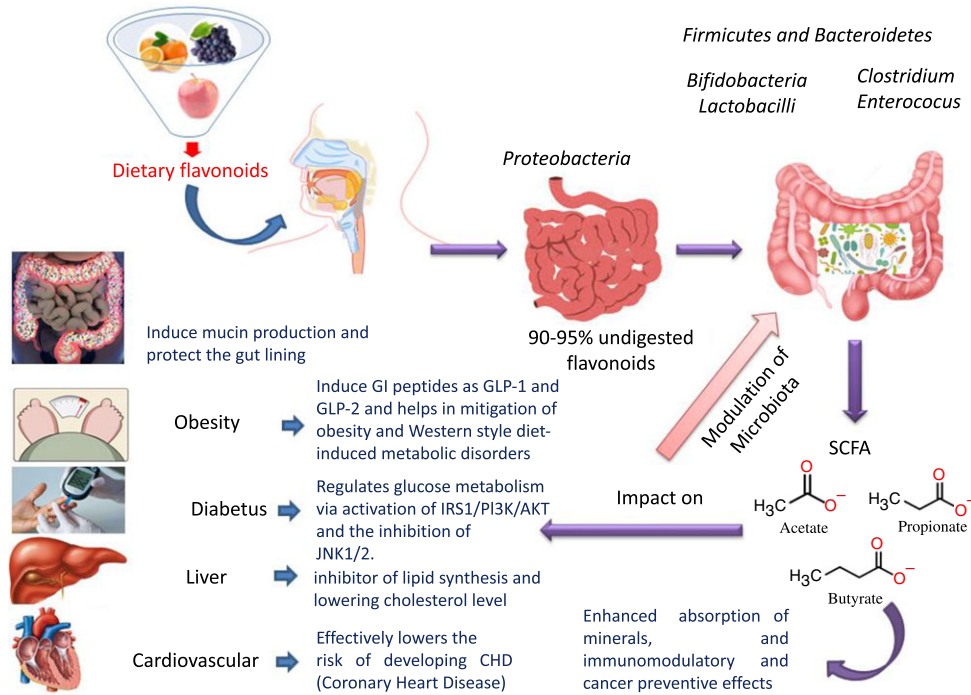 Firmicutes and Bacteroidetes
Bifidobacteria
Lactobacilli
Clostridium
Enterococus
Dietary flavonoids
Proteobacteria
90-95% undigested
flavonoids
Induce mucin production and
protect the gut lining
Modulation of
Microbiota
Obesity
Induce GI peptides as GLP-1 and
GLP-2 and helps in mitigation of
obesity and Western style diet-
induced metabolic disorders
SCFA
Diabetus
Regulates glucose metabolism
via activation of IRS1/PI3K/AKT
and the inhibition of
JNK1/2.
Impact on
H₃C
O
O⁻
Acetate
H₃C
O
O⁻
Propionate
H₃C
O
O⁻
Butyrate
Liver
inhibitor of lipid synthesis and
lowering cholesterol level
Cardiovascular
Effectively lowers the
risk of developing CHD
(Coronary Heart Disease)
Enhanced absorption of
minerals, and
immunomodulatory and
cancer preventive effects